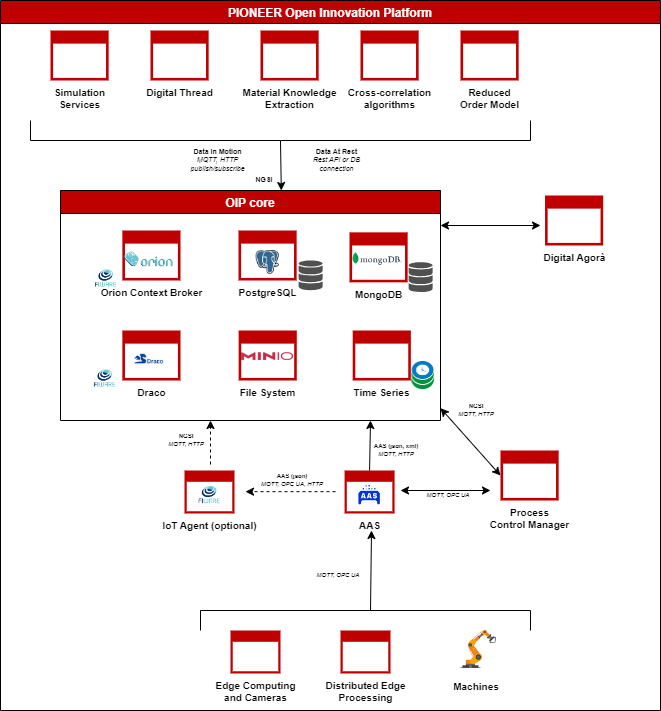 PIONEER Open Innovation Platform
Simulation
Services
Digital Thread
Material Knowledge
Extraction
Cross-correlation
algorithms
Reduced
Order Model
Data In Motion
MQTT, HTTP
publish/subscribe
Data At Rest
Rest API or DB
connection
NGSI
OIP core
Digital Agorà
orion
FIWARE
Orion Context Broker
PostgreSQL
mongoDB.
MongoDB
Draco
FIWARE
Draco
MINIO
File System
Time Series
NGSI
MQTT, HTTP
NGSI
MQTT, HTTP
AAS (json, xml)
MQTT, HTTP
AAS (json)
MQTT, OPC UA, HTTP
FIWARE
IoT Agent (optional)
AAS
AAS
MQTT, OPC UA
Process
Control Manager
MQTT, OPC UA
Edge Computing
and Cameras
Distributed Edge
Processing
Machines